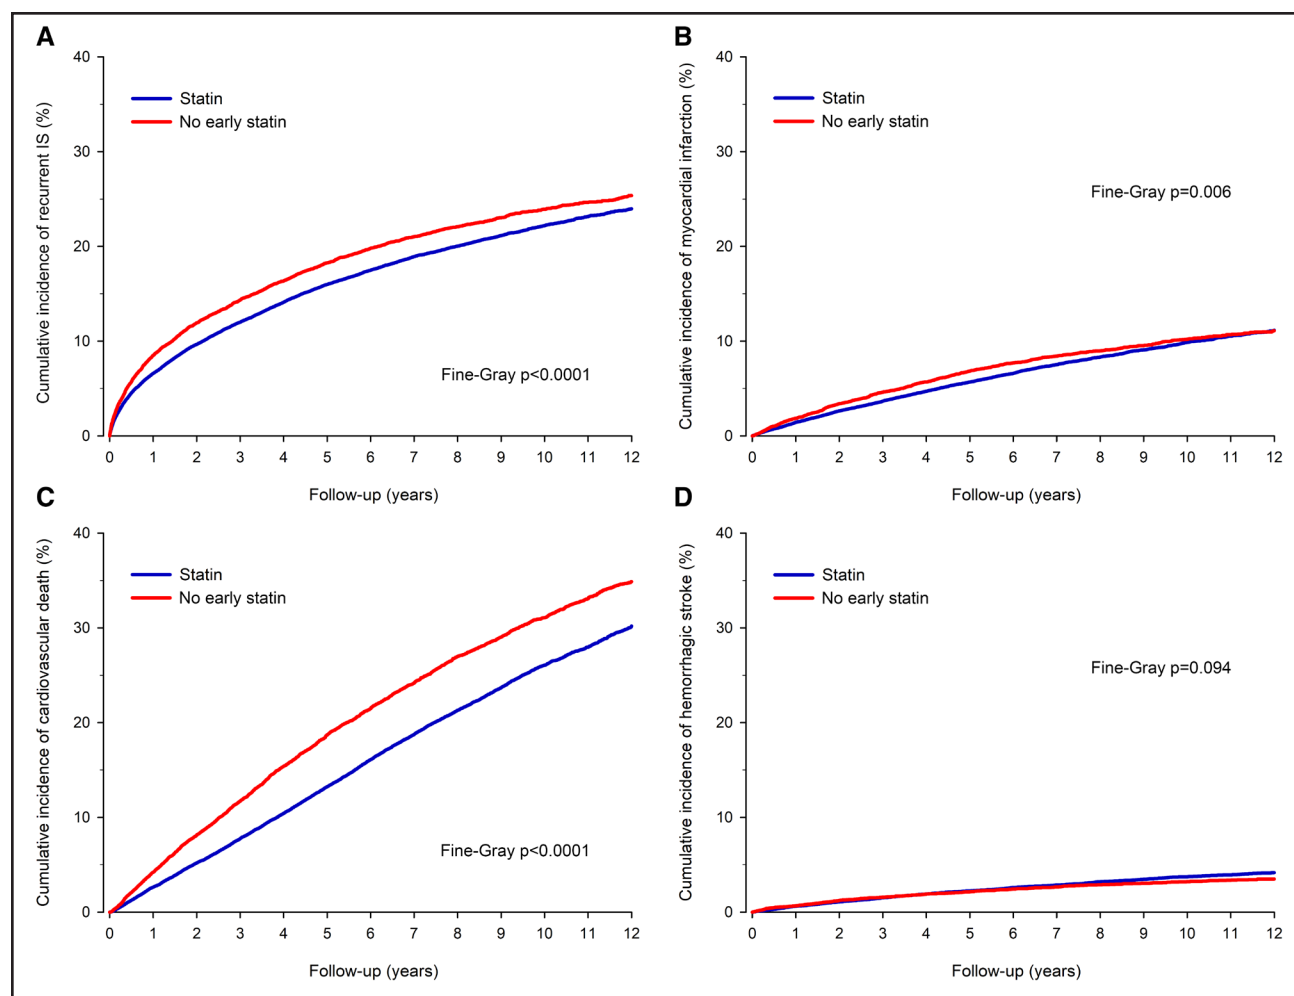 A
Cumulative incidence of recurrent IS (%)
40
30
20
10
0
Statin
No early statin
Fine-Gray p<0.0001
0 1 2 3 4 5 6 7 8 9 10 11 12
Follow-up (years)
B
Cumulative incidence of myocardial infarction (%)
40
30
20
10
0
Statin
No early statin
Fine-Gray p=0.006
0 1 2 3 4 5 6 7 8 9 10 11 12
Follow-up (years)
C
Cumulative incidence of cardiovascular death (%)
40
30
20
10
0
Statin
No early statin
Fine-Gray p<0.0001
0 1 2 3 4 5 6 7 8 9 10 11 12
Follow-up (years)
D
Cumulative incidence of hemorrhagic stroke (%)
40
30
20
10
0
Statin
No early statin
Fine-Gray p=0.094
0 1 2 3 4 5 6 7 8 9 10 11 12
Follow-up (years)